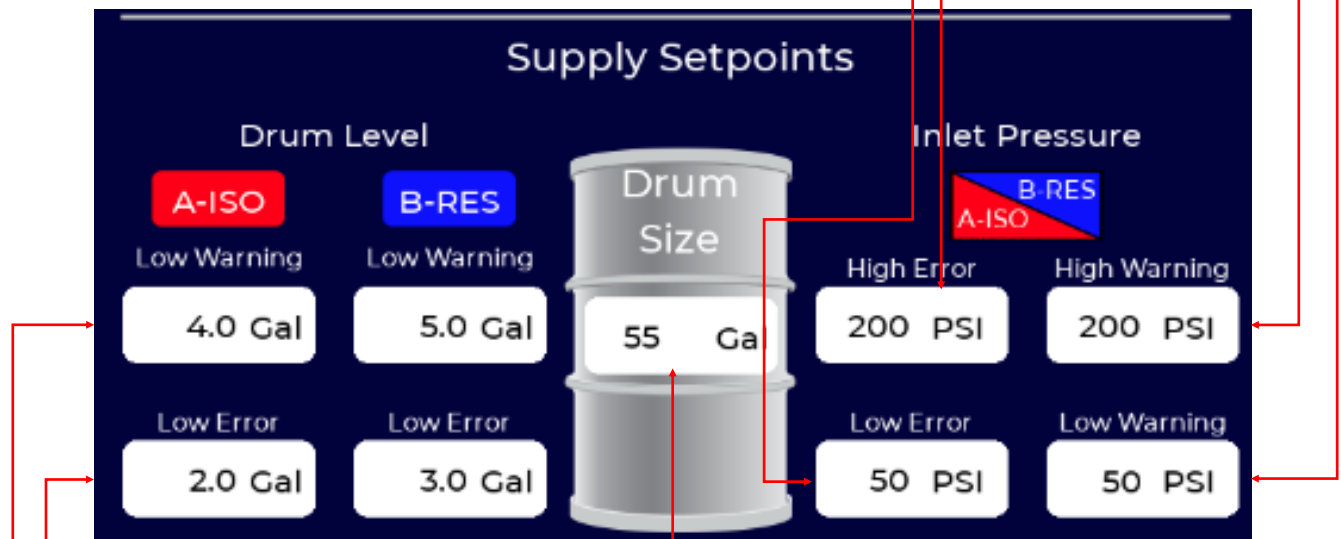 Supply Setpoints
Drum Level
Inlet Pressure
A-ISO
B-RES
Drum
Size
B-RES
A-ISO
Low Warning
Low Warning
High Error
High Warning
4.0 Gal
5.0 Gal
55 Gal
200 PSI
200 PSI
Low Error
Low Error
Low Error
Low Warning
2.0 Gal
3.0 Gal
50 PSI
50 PSI